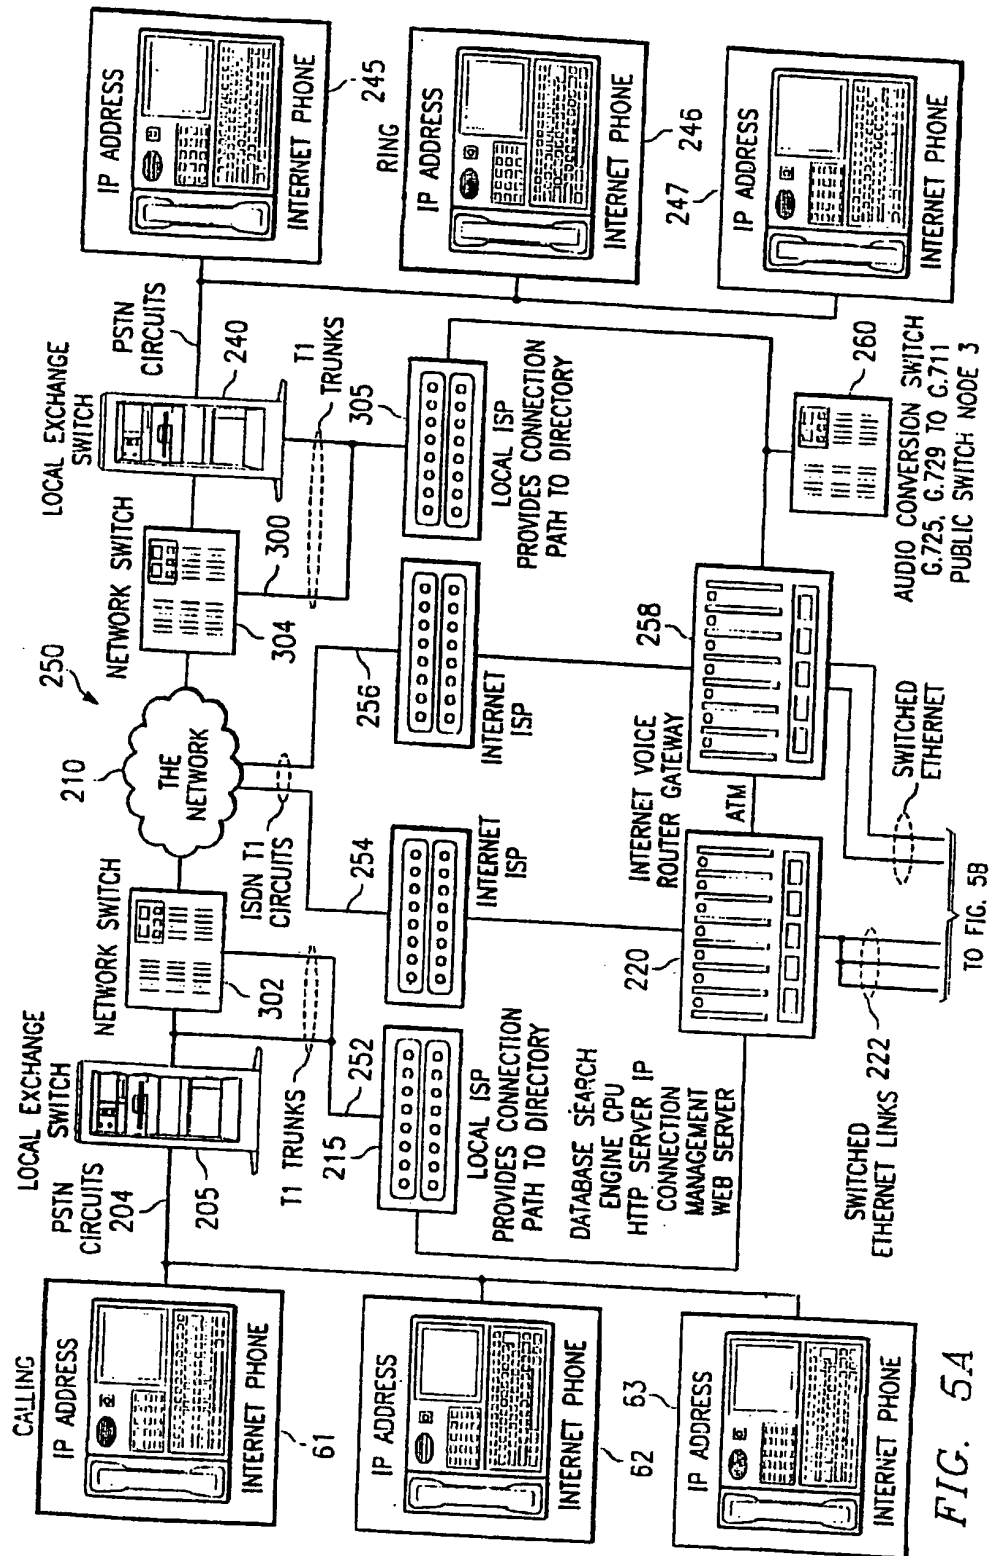 CALLING
IP ADDRESS
INTERNET PHONE
61
IP ADDRESS
INTERNET PHONE
62
63
IP ADDRESS
INTERNET PHONE
PSTN
CIRCUITS
204
LOCAL EXCHANGE
SWITCH
205
NETWORK SWITCH
302
T1 TRUNKS
252
215
LOCAL ISP
PROVIDES CONNECTION
PATH TO DIRECTORY
DATABASE SEARCH
ENGINE CPU
HTTP SERVER IP
CONNECTION
MANAGEMENT
WEB SERVER
210
THE
NETWORK
250
ISDN T1
CIRCUITS
254
INTERNET
ISP
256
INTERNET
ISP
220
INTERNET VOICE
ROUTER GATEWAY
ATM
258
SWITCHED
ETHERNET LINKS 222
SWITCHED
ETHERNET
TO FIG. 5B
NETWORK SWITCH
304
300
LOCAL EXCHANGE
SWITCH
240
PSTN
CIRCUITS
T1
TRUNKS
305
LOCAL ISP
PROVIDES CONNECTION
PATH TO DIRECTORY
260
AUDIO CONVERSION SWITCH
G.725, G.729 TO G.711
PUBLIC SWITCH NODE 3
IP ADDRESS
INTERNET PHONE
245
RING
IP ADDRESS
INTERNET PHONE
246
247
IP ADDRESS
INTERNET PHONE
FIG. 5A